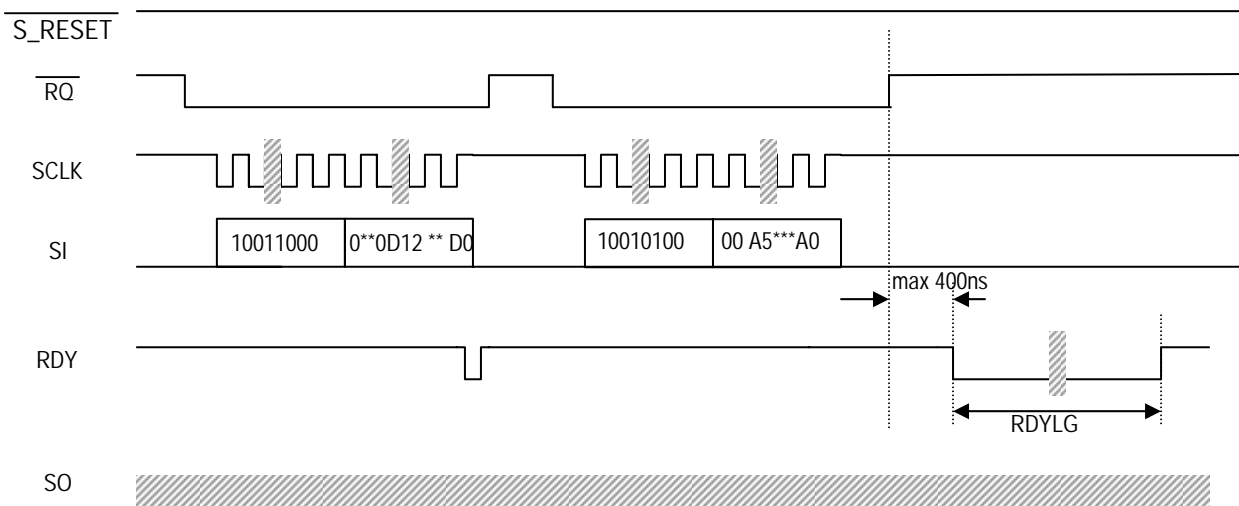 S_RESET
RQ
SCLK
SI
10011000
0**0D12 ** D0
10010100
00 A5***A0
max 400ns
RDY
RDYLG
SO